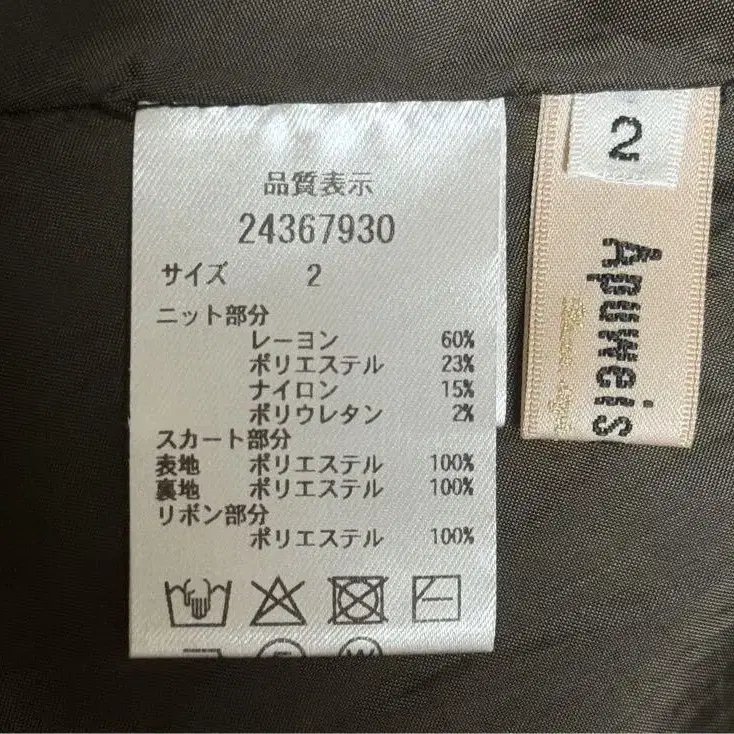 品質表示
24367930
サイズ 2
ニット部分
レーヨン 60%
ポリエステル 23%
ナイロン 15%
ポリウレタン 2%
スカート部分
表地 ポリエステル 100%
裏地 ポリエステル 100%
リボン部分
ポリエステル 100%
2
Apuweis